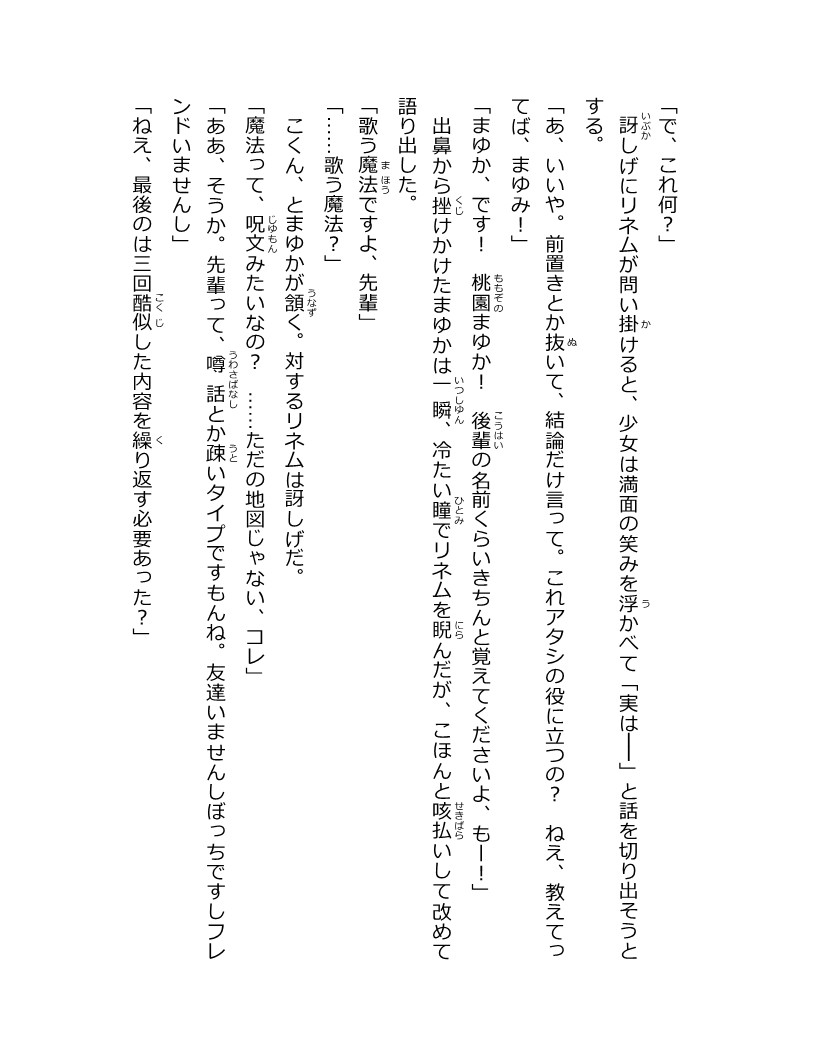 「で、これ何？」
　訝しげにリネムが問い掛けると、少女は満面の笑みを浮かべて「実は――」と話を切り出そうと
する。
「あ、いいや。前置きとか抜いて、結論だけ言って。これアタシの役に立つの？　ねえ、教えてっ
てば、まゆみ！」
「まゆか、です！　桃園まゆか！　後輩の名前くらいきちんと覚えてくださいよ、もー！」
　出鼻から挫けかけたまゆかは一瞬、冷たい瞳でリネムを睨んだが、こほんと咳払いして改めて
語り出した。
「歌う魔法ですよ、先輩」
「……歌う魔法？」
　こくん、とまゆかが頷く。対するリネムは訝しげだ。
「魔法って、呪文みたいなの？　……ただの地図じゃない、コレ」
「ああ、そうか。先輩って、噂話とか疎いタイプですもんね。友達いませんしぼっちですしフレ
ンドいませんし」
「ねえ、最後のは三回酷似した内容を繰り返す必要あった？」